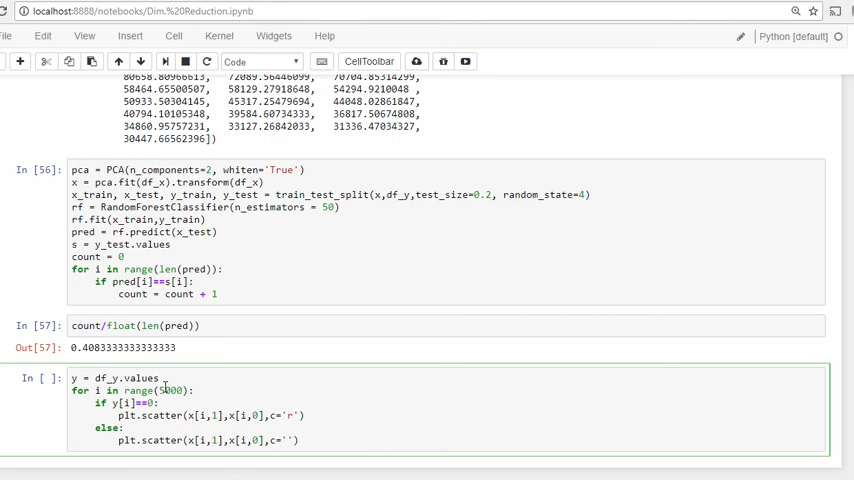 localhost:8888/notebooks/Dim.%20Reduction.ipynb
File Edit View Insert Cell Kernel Widgets Help Python [default]
Code CellToolbar
80658.80966613, 72089.56446099, 70704.85314299,
58464.65500507, 58129.27918648, 54294.9210048 ,
50933.50304145, 45317.25479694, 44048.02861847,
40794.10105348, 39584.60734333, 36817.50674808,
34860.95757231, 33127.26842033, 31336.47034327,
30447.66562396])
In [56]: pca = PCA(n_components=2, whiten='True')
x = pca.fit(df_x).transform(df_x)
x_train, x_test, y_train, y_test = train_test_split(x,df_y,test_size=0.2, random_state=4)
rf = RandomForestClassifier(n_estimators = 50)
rf.fit(x_train,y_train)
pred = rf.predict(x_test)
s = y_test.values
count = 0
for i in range(len(pred)):
if pred[i]==s[i]:
count = count + 1
In [57]: count/float(len(pred))
Out[57]: 0.4083333333333333
In [ ]: y = df_y.values
for i in range(5000):
if y[i]==0:
plt.scatter(x[i,1],x[i,0],c='r')
else:
plt.scatter(x[i,1],x[i,0],c='')